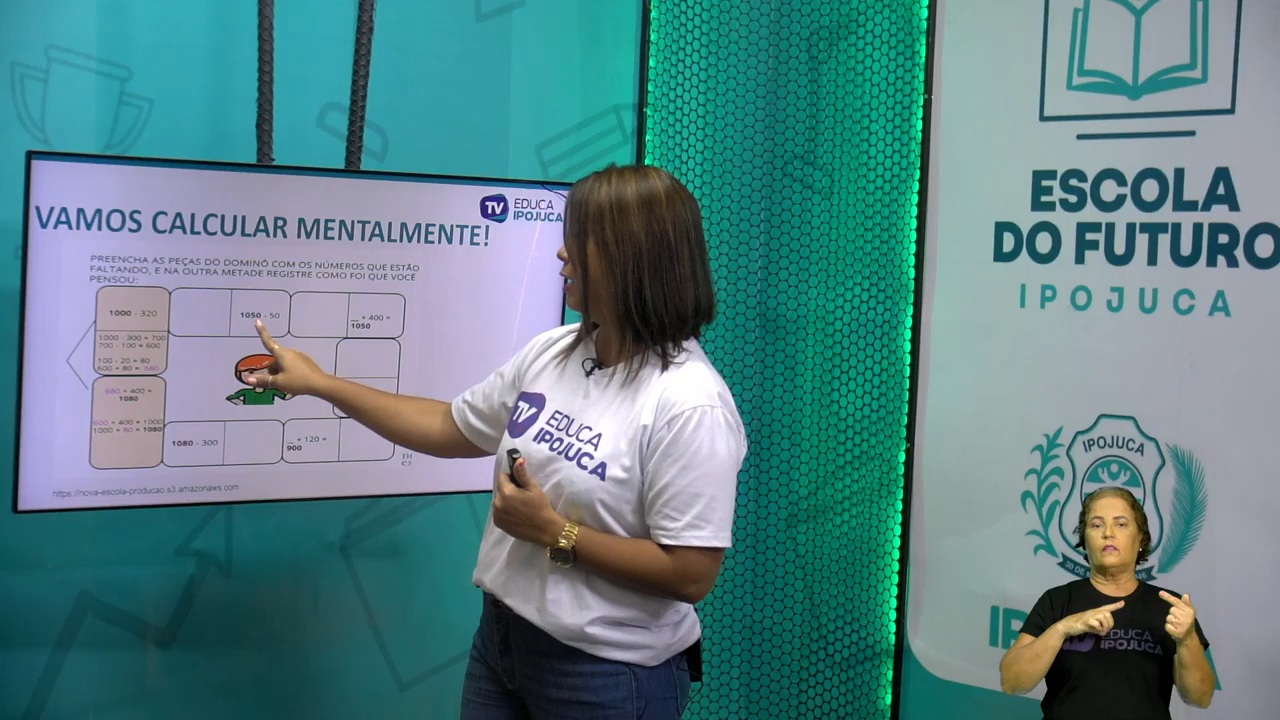 VAMOS CALCULAR MENTALMENTE!
TV EDUCA
IPOJUCA
PREENCHA AS PEÇAS DO DOMINÓ COM OS NÚMEROS QUE ESTÃO
FALTANDO, E NA OUTRA METADE REGISTRE COMO FOI QUE VOCÊ
PENSOU:
1000 - 320
1050 - 50
__ + 400 =
1050
1000 - 300 = 700
700 - 100 = 600
100 - 20 = 80
600 + 80 = 680
680 + 400 =
1080
600 + 400 = 1000
1000 + 80 = 1080
1080 - 300
__ + 120 =
900
https://nova-escola-producao.s3.amazonaws.com
TV EDUCA
IPOJUCA
ESCOLA
DO FUTURO
IPOJUCA
IPOJUCA
TV EDUCA
IPOJUCA